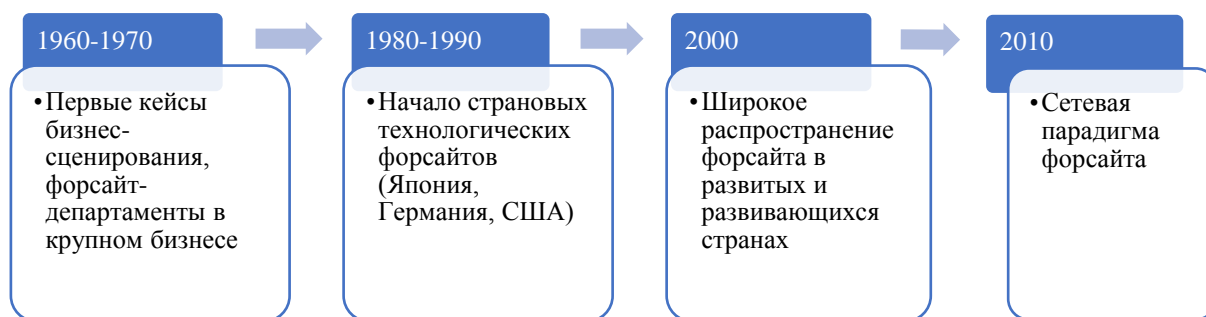 1960-1970
•Первые кейсы
бизнес-
сценирования,
форсайт-
департаменты в
крупном бизнесе
1980-1990
•Начало страновых
технологических
форсайтов
(Япония,
Германия, США)
2000
•Широкое
распространение
форсайта в
развитых и
развивающихся
странах
2010
•Сетевая
парадигма
форсайта